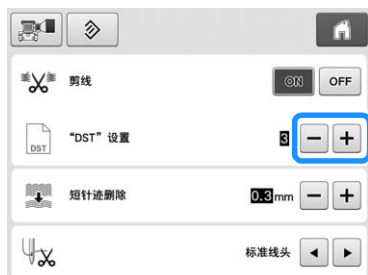 剪线 ON OFF
DST "DST" 设置 3 − +
短针迹删除 0.3mm − +
标准线头